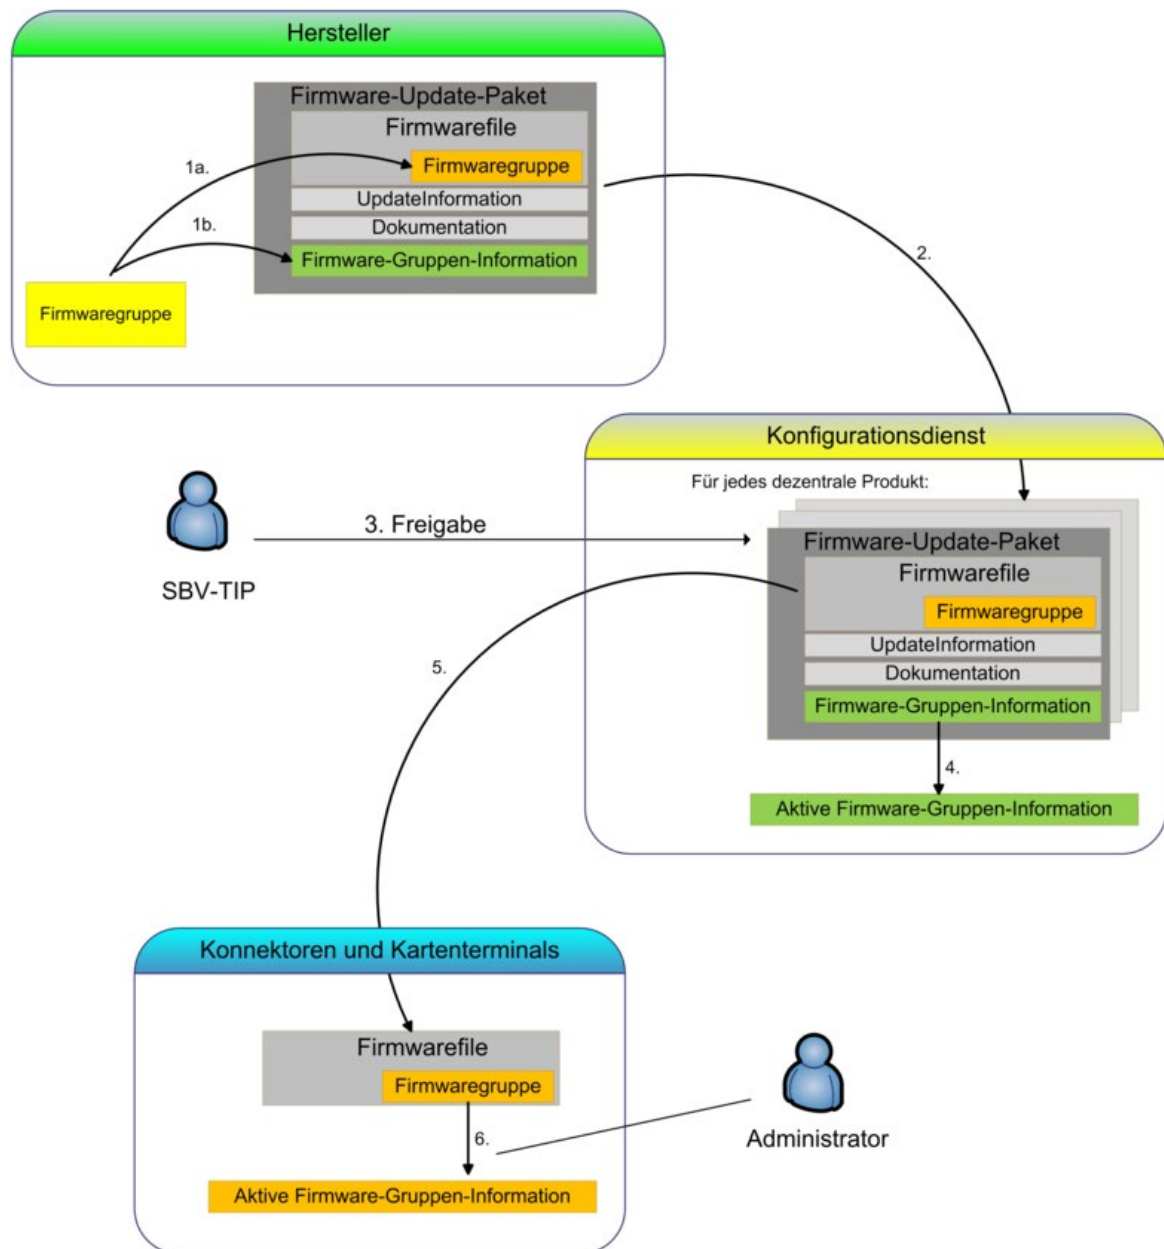 Hersteller
Firmware-Update-Paket
Firmwarefile
1a.
Firmwaregruppe
UpdateInformation
1b.
Dokumentation
Firmware-Gruppen-Information
2.
Firmwaregruppe
Konfigurationsdienst
Für jedes dezentrale Produkt:
3. Freigabe
SBV-TIP
Firmware-Update-Paket
Firmwarefile
Firmwaregruppe
UpdateInformation
Dokumentation
5.
Firmware-Gruppen-Information
4.
Aktive Firmware-Gruppen-Information
Konnektoren und Kartenterminals
Firmwarefile
Firmwaregruppe
6.
Administrator
Aktive Firmware-Gruppen-Information